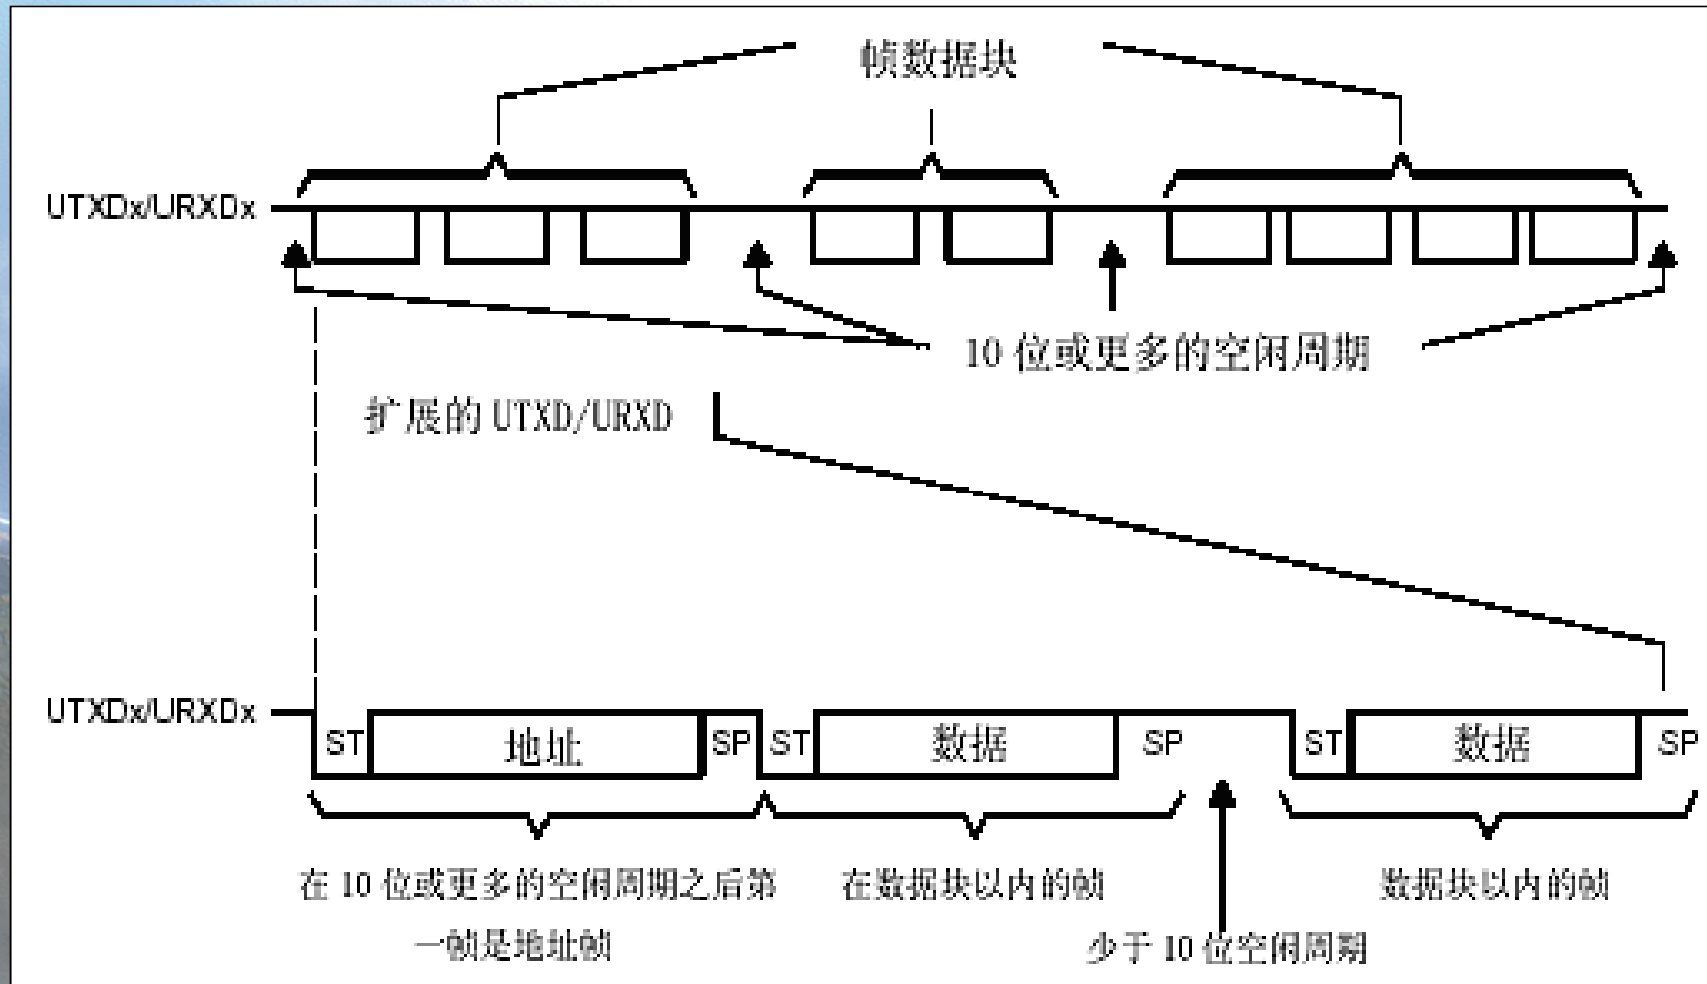 帧数据块
UTXDx/URXDx
10 位或更多的空闲周期
扩展的 UTXD/URXD
UTXDx/URXDx
ST
地址
SP
ST
数据
SP
ST
数据
SP
在 10 位或更多的空闲周期之后第
一帧是地址帧
在数据块以内的帧
少于 10 位空闲周期
数据块以内的帧